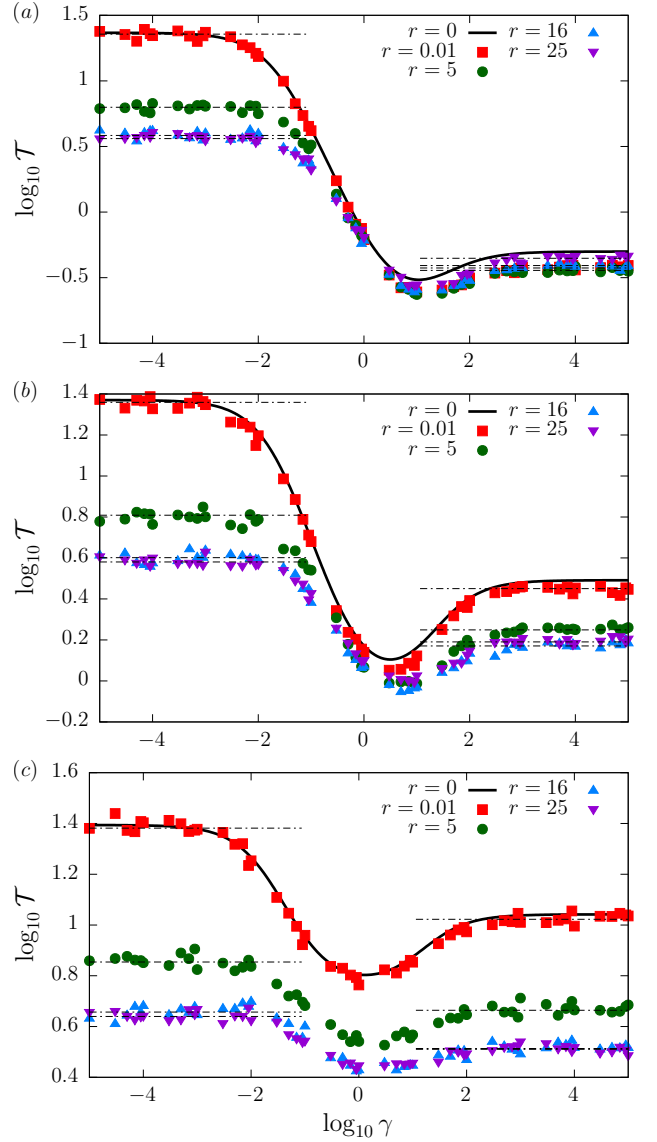 (a)
r = 0
r = 16
r = 0.01
r = 25
r = 5
1.5
1
0.5
0
−0.5
−1
log₁₀ 𝒯
−4 −2 0 2 4
(b)
r = 0
r = 16
r = 0.01
r = 25
r = 5
1.4
1.2
1
0.8
0.6
0.4
0.2
0
−0.2
log₁₀ 𝒯
−4 −2 0 2 4
(c)
r = 0
r = 16
r = 0.01
r = 25
r = 5
1.6
1.4
1.2
1
0.8
0.6
0.4
log₁₀ 𝒯
−4 −2 0 2 4
log₁₀ γ